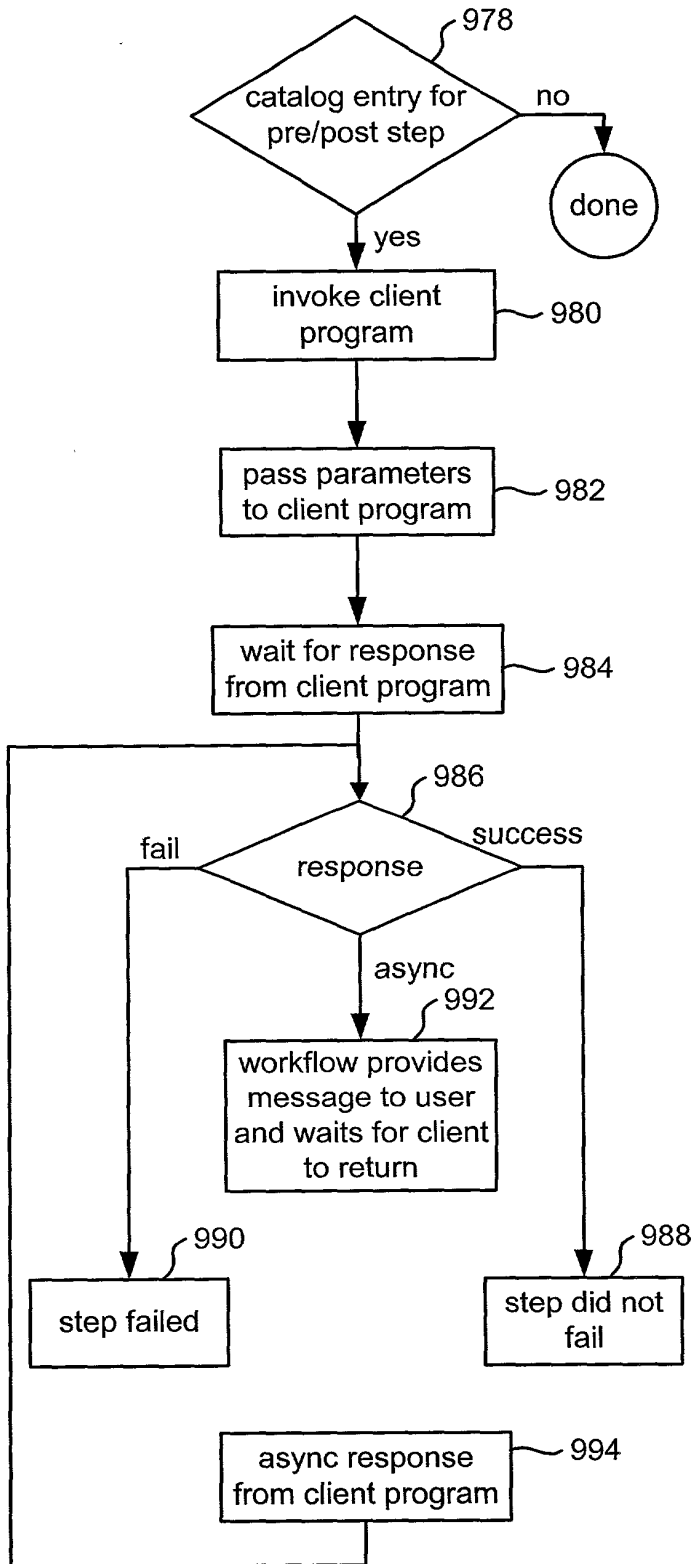 978
catalog entry for
pre/post step
no
done
yes
invoke client
program
980
pass parameters
to client program
982
wait for response
from client program
984
986
fail
success
response
async
992
workflow provides
message to user
and waits for client
to return
990
step failed
988
step did not
fail
async response
from client program
994